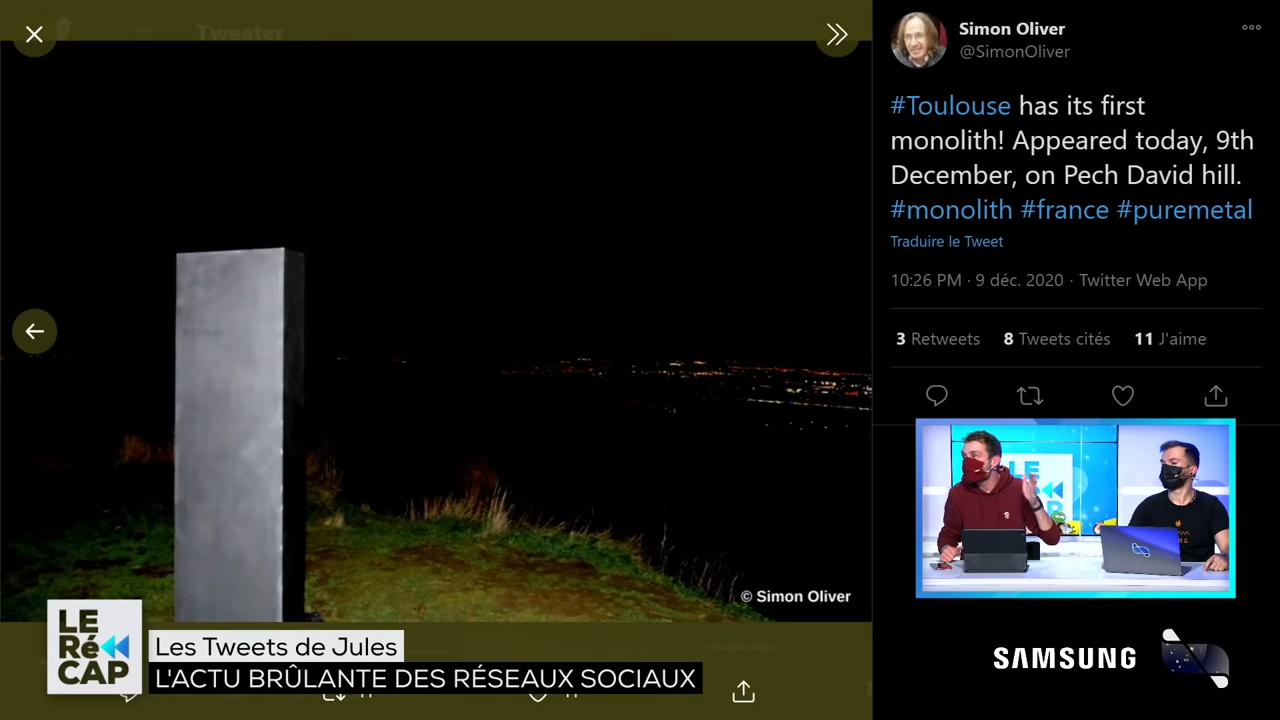 Tweeter
Simon Oliver
@SimonOliver
#Toulouse has its first
monolith! Appeared today, 9th
December, on Pech David hill.
#monolith #france #puremetal
Traduire le Tweet
10:26 PM · 9 déc. 2020 · Twitter Web App
3 Retweets 8 Tweets cités 11 J'aime
© Simon Oliver
LE
Ré
CAP
Les Tweets de Jules
L'ACTU BRÛLANTE DES RÉSEAUX SOCIAUX
LE
SAMSUNG